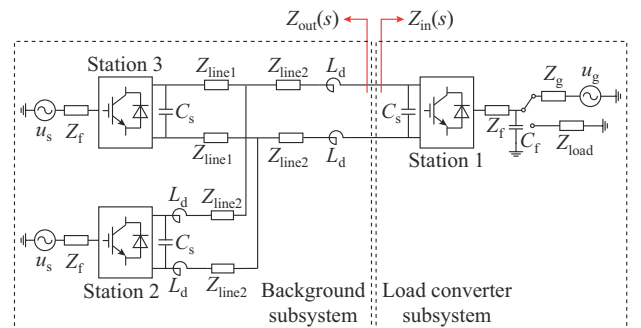 Z_out(s) Z_in(s)
Station 3 Z_line1 Z_line2 L_d
u_s Z_f C_s
Z_line1 Z_line2 L_d
C_s Station 1 Z_f C_f Z_g u_g
Z_load
L_d Z_line2
u_s Z_f C_s
Station 2 L_d Z_line2
Background
subsystem
Load converter
subsystem